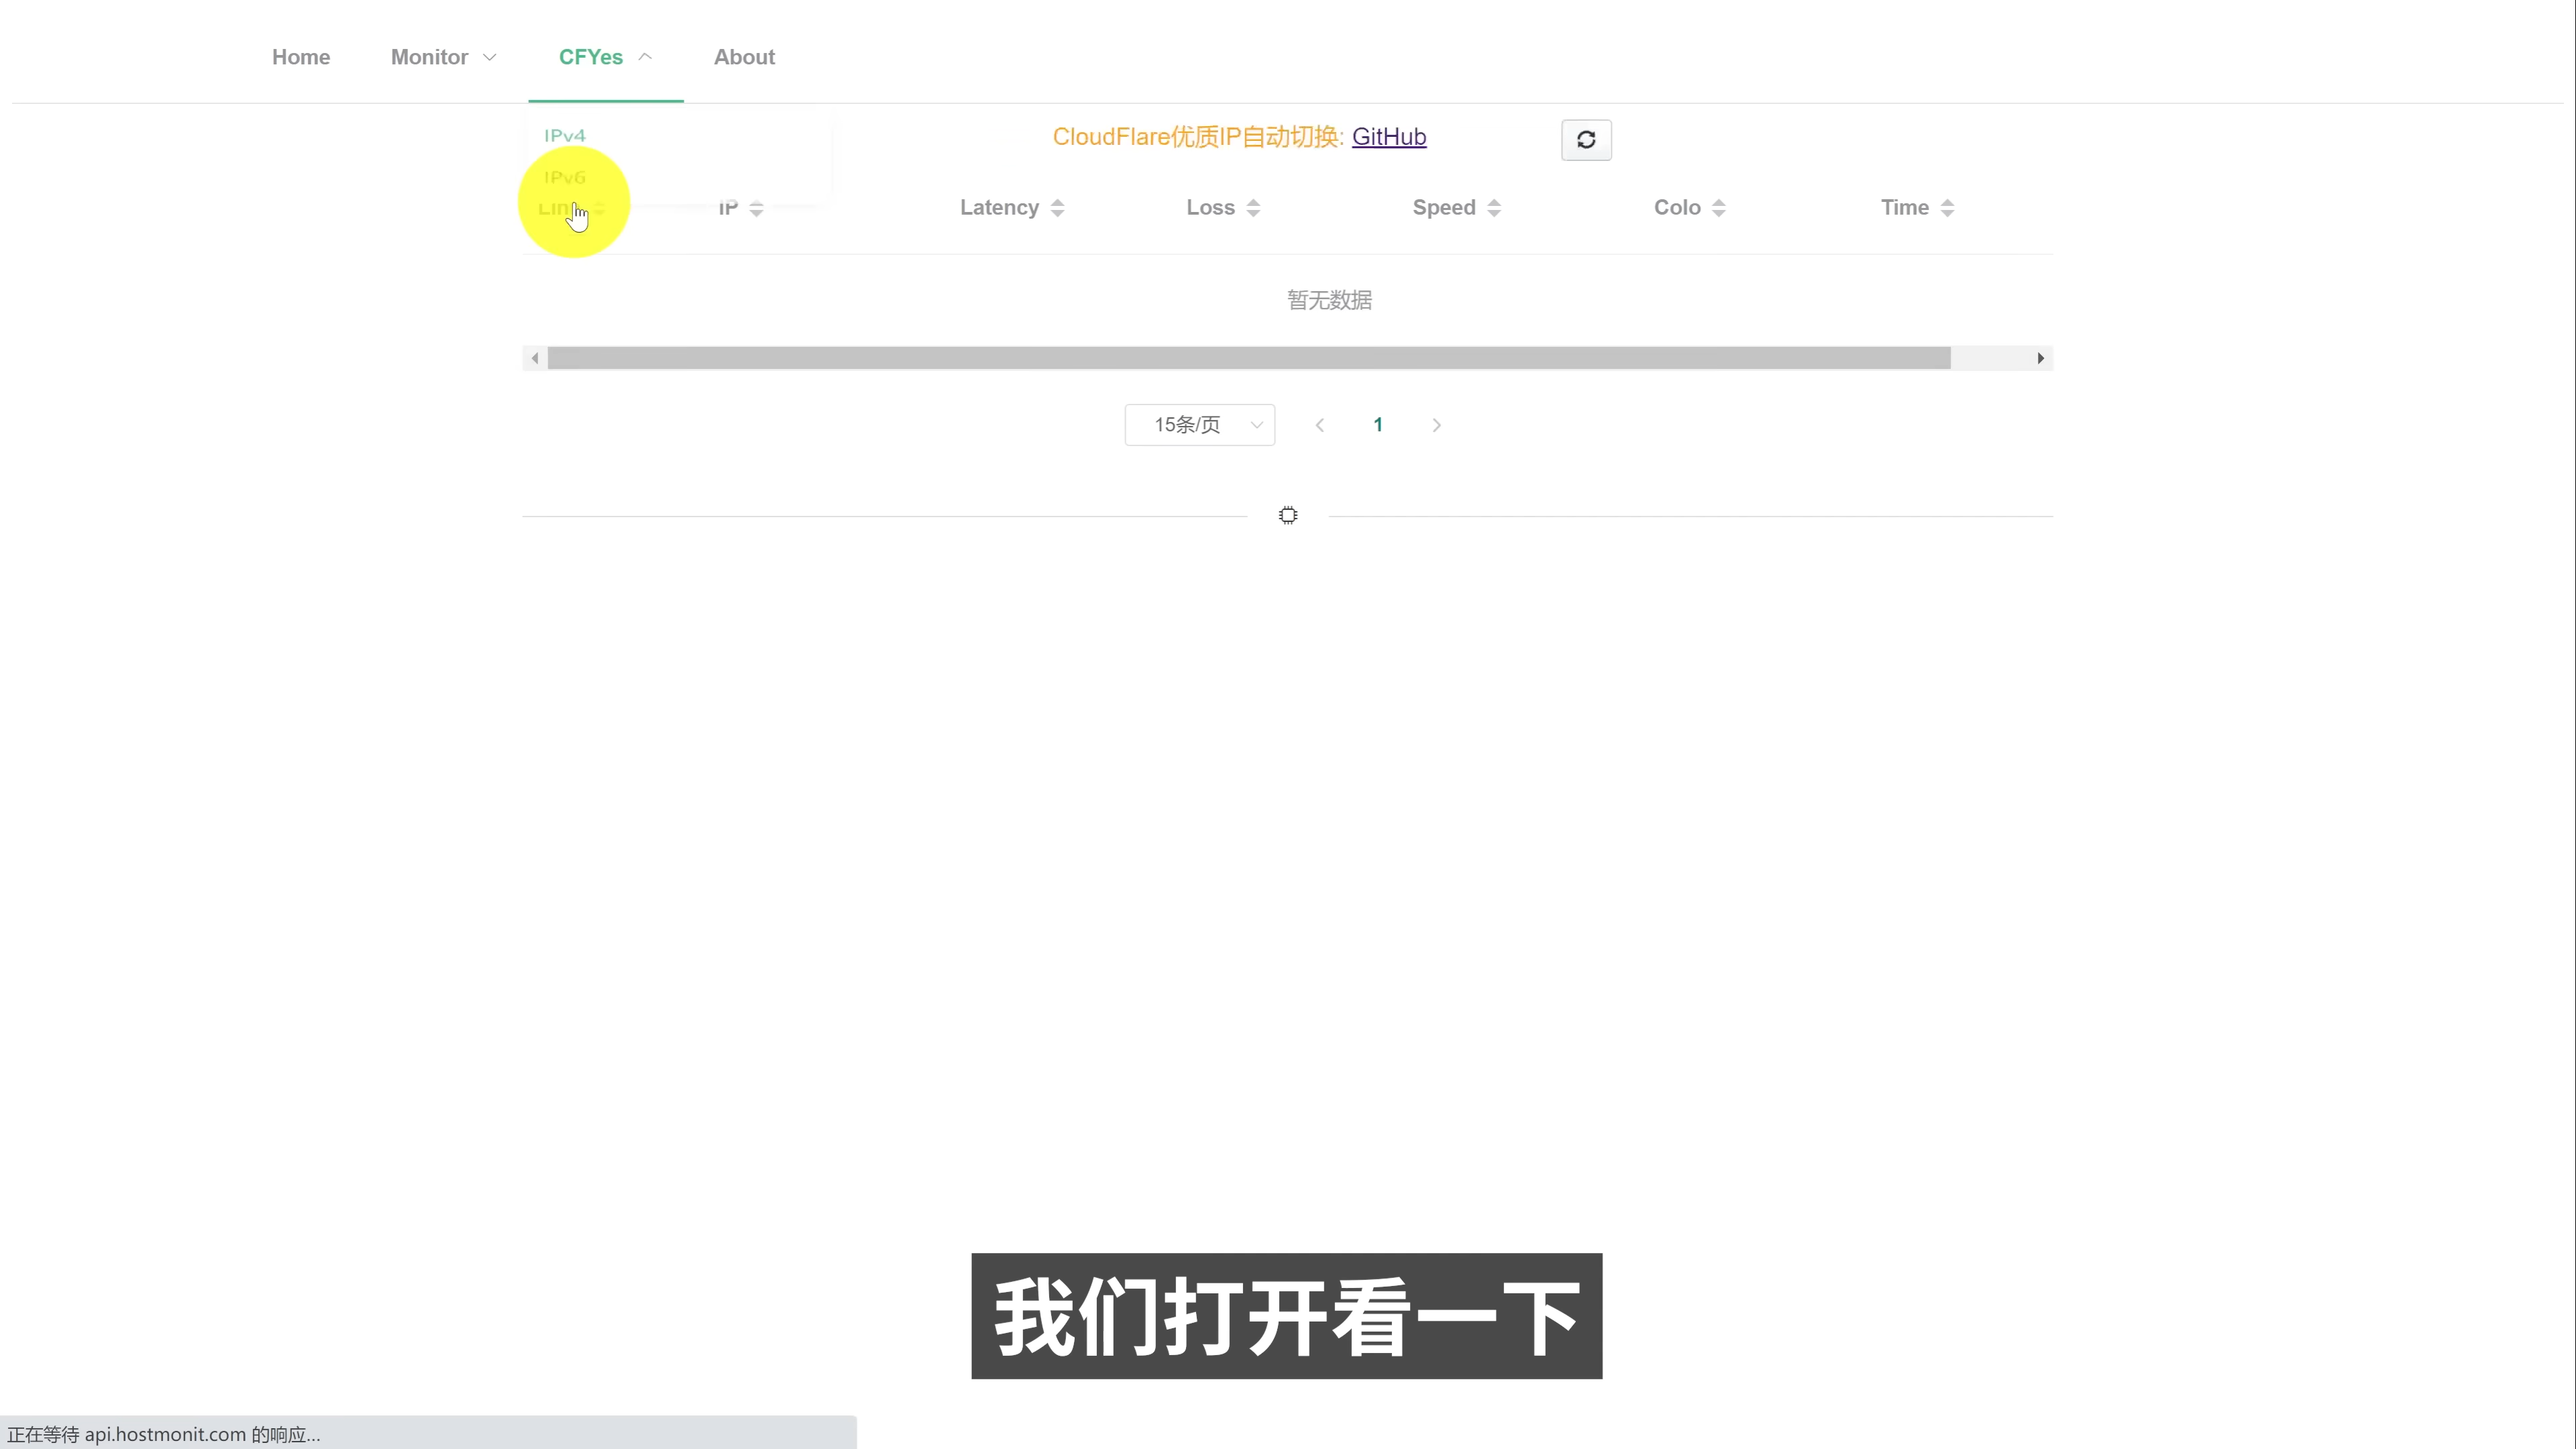 Home Monitor CFYes About
IPv4
CloudFlare优质IP自动切换: GitHub
IPv6
Link IP Latency Loss Speed Colo Time
暂无数据
15条/页 1
我们打开看一下
正在等待 api.hostmonit.com 的响应...